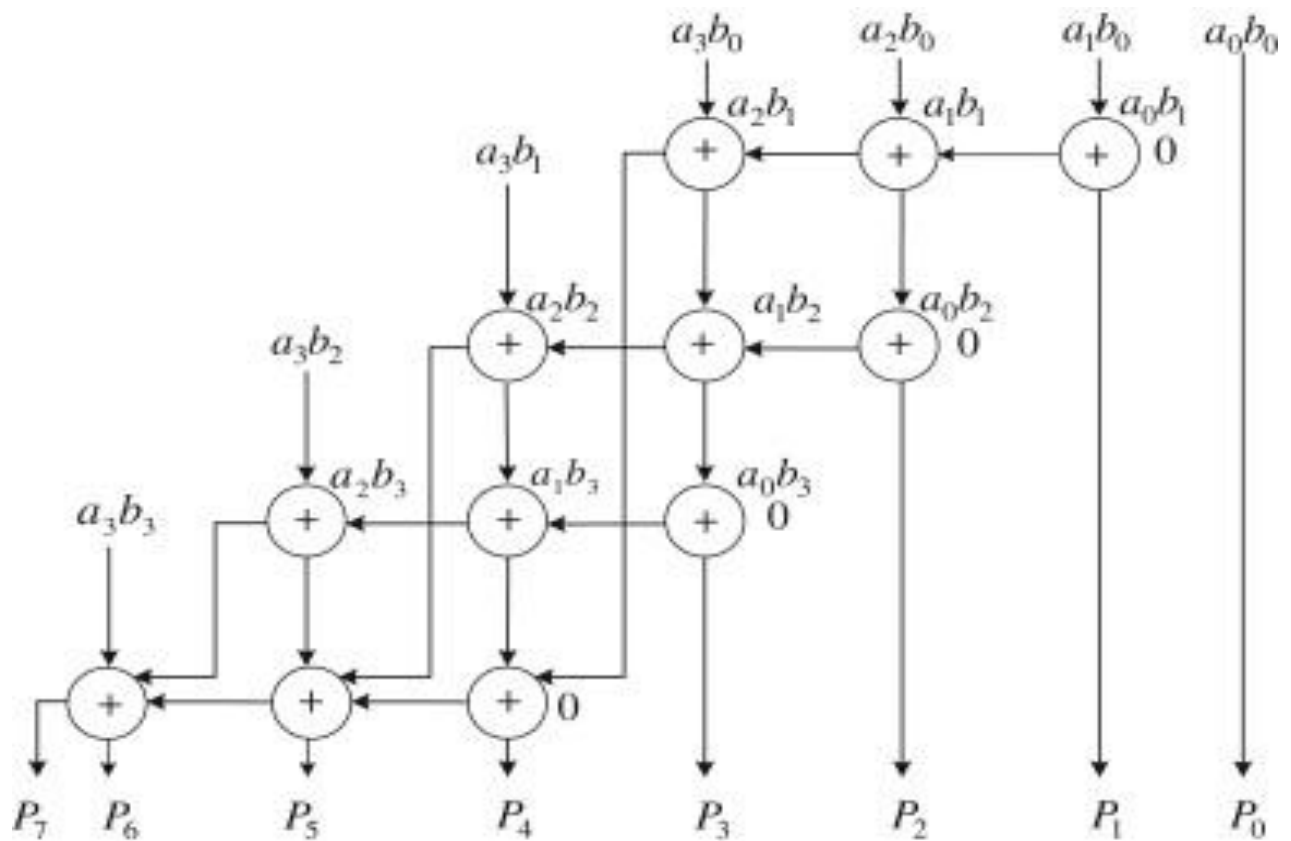 a₃b₀ a₂b₀ a₁b₀ a₀b₀
a₂b₁ a₁b₁ a₀b₁
+ + + 0
a₃b₁
a₂b₂ a₁b₂ a₀b₂
+ + + 0
a₃b₂
a₂b₃ a₁b₃ a₀b₃
+ + + 0
a₃b₃
+ + + 0
P₇ P₆ P₅ P₄ P₃ P₂ P₁ P₀